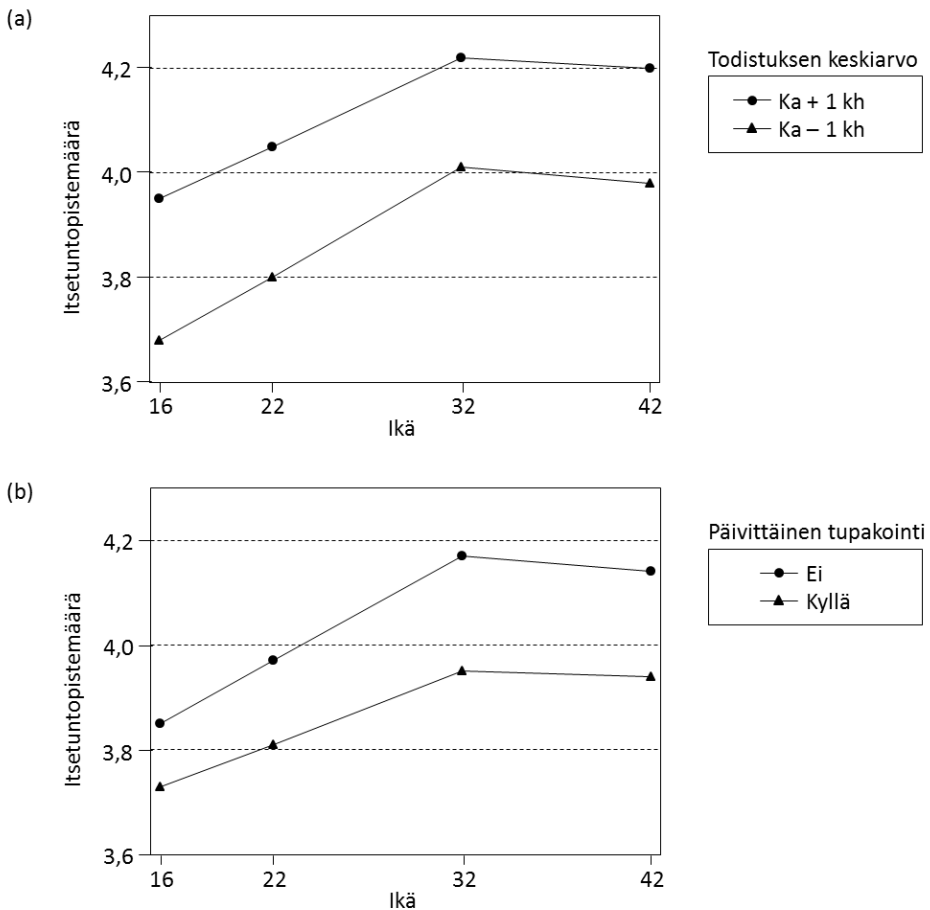 (a)
4,2
4,0
3,8
3,6
Itsetuntopistemäärä
16 22 32 42
Ikä
Todistuksen keskiarvo
Ka + 1 kh
Ka – 1 kh
(b)
4,2
4,0
3,8
3,6
Itsetuntopistemäärä
16 22 32 42
Ikä
Päivittäinen tupakointi
Ei
Kyllä